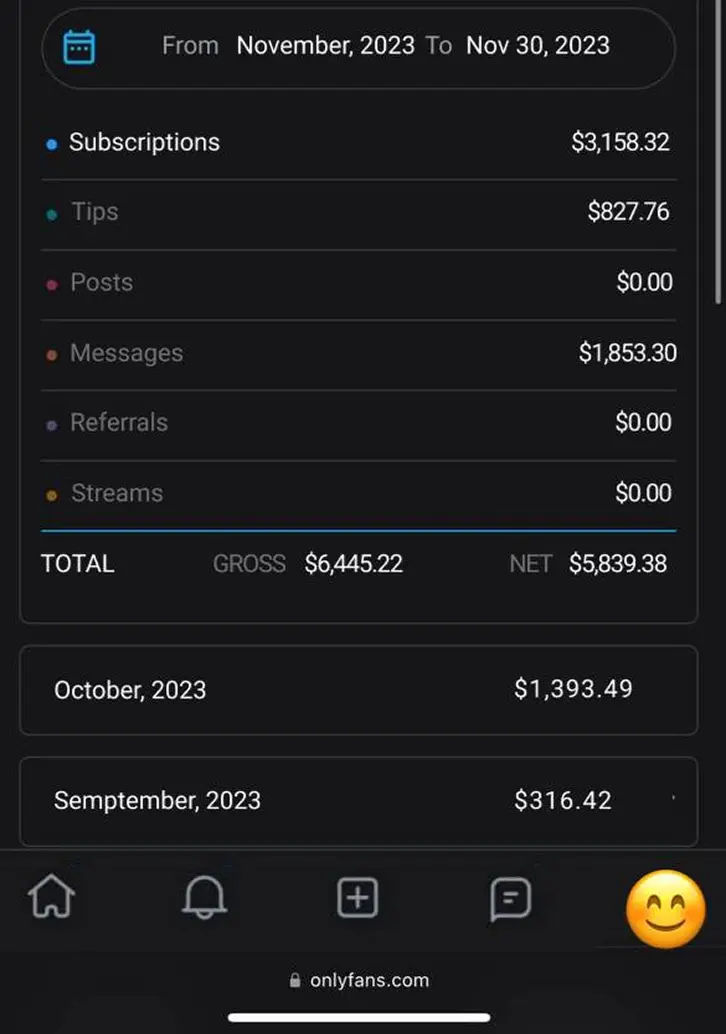 From November, 2023 To Nov 30, 2023
Subscriptions $3,158.32
Tips $827.76
Posts $0.00
Messages $1,853.30
Referrals $0.00
Streams $0.00
TOTAL GROSS $6,445.22 NET $5,839.38
October, 2023 $1,393.49
Semptember, 2023 $316.42
onlyfans.com